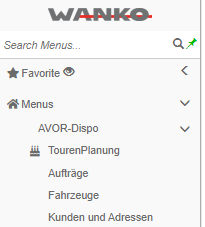 WANKO
Search Menus...
Favorite
Menus
AVOR-Dispo
TourenPlanung
Aufträge
Fahrzeuge
Kunden und Adressen